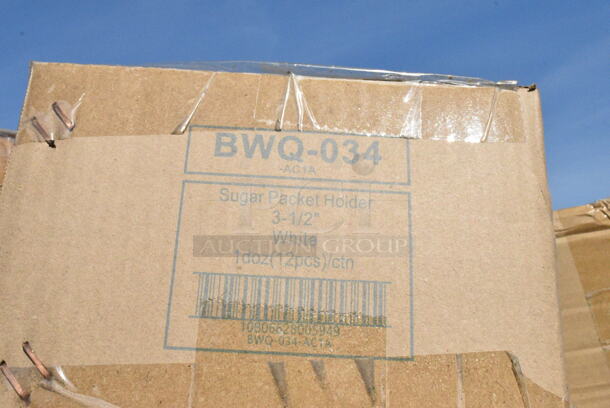 BWQ-034
-AC1A
Sugar Packet Holder
3-1/2"
White
1doz(12pcs)/ctn
10806628005949
BWQ-034-AC1A
AUCTION GROUP